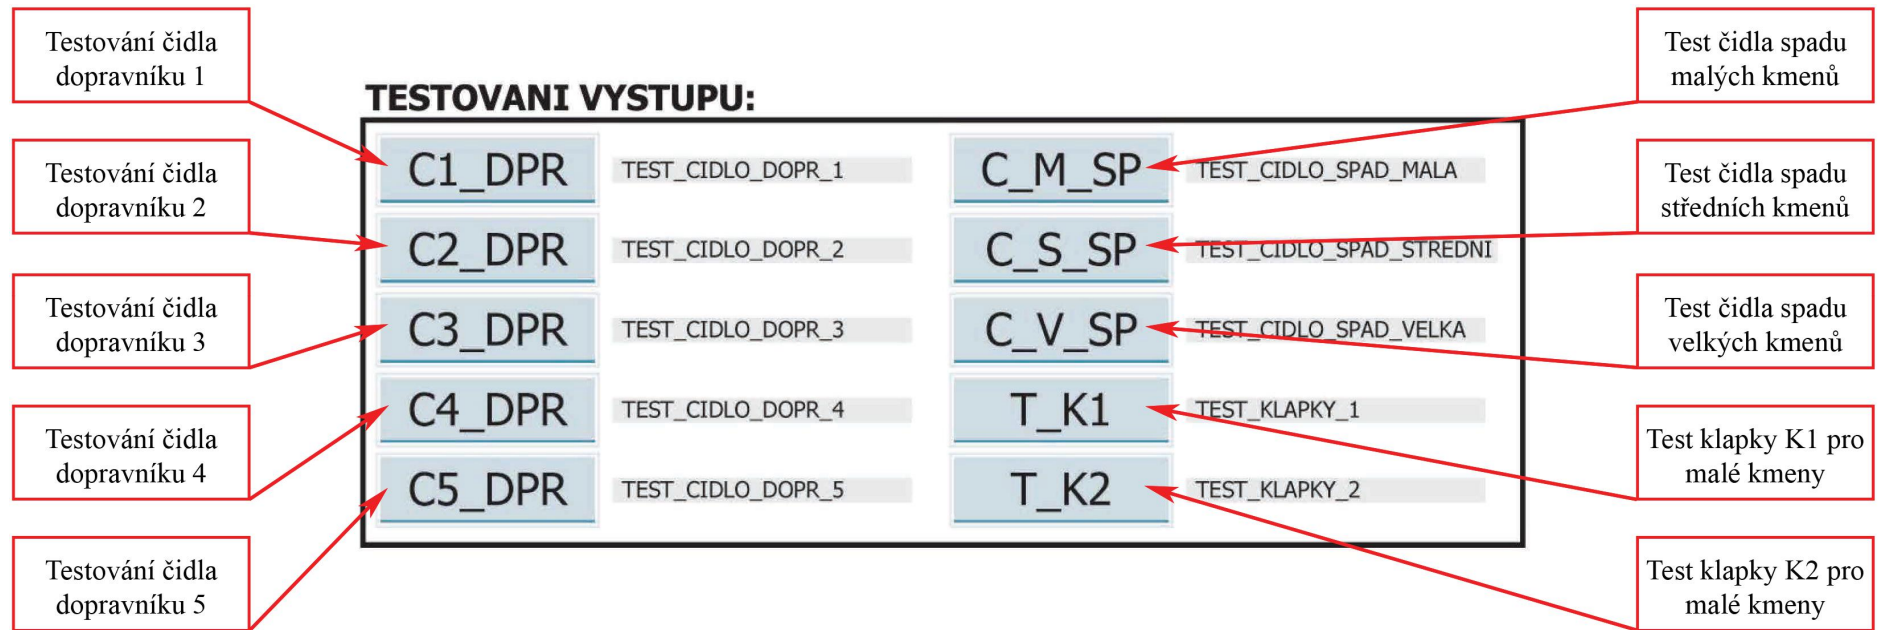 Testování čidla
dopravníku 1
Testování čidla
dopravníku 2
Testování čidla
dopravníku 3
Testování čidla
dopravníku 4
Testování čidla
dopravníku 5
TESTOVANI VYSTUPU:
C1_DPR TEST_CIDLO_DOPR_1
C2_DPR TEST_CIDLO_DOPR_2
C3_DPR TEST_CIDLO_DOPR_3
C4_DPR TEST_CIDLO_DOPR_4
C5_DPR TEST_CIDLO_DOPR_5
C_M_SP TEST_CIDLO_SPAD_MALA
C_S_SP TEST_CIDLO_SPAD_STREDNI
C_V_SP TEST_CIDLO_SPAD_VELKA
T_K1 TEST_KLAPKY_1
T_K2 TEST_KLAPKY_2
Test čidla spadu
malých kmenů
Test čidla spadu
středních kmenů
Test čidla spadu
velkých kmenů
Test klapky K1 pro
malé kmeny
Test klapky K2 pro
malé kmeny